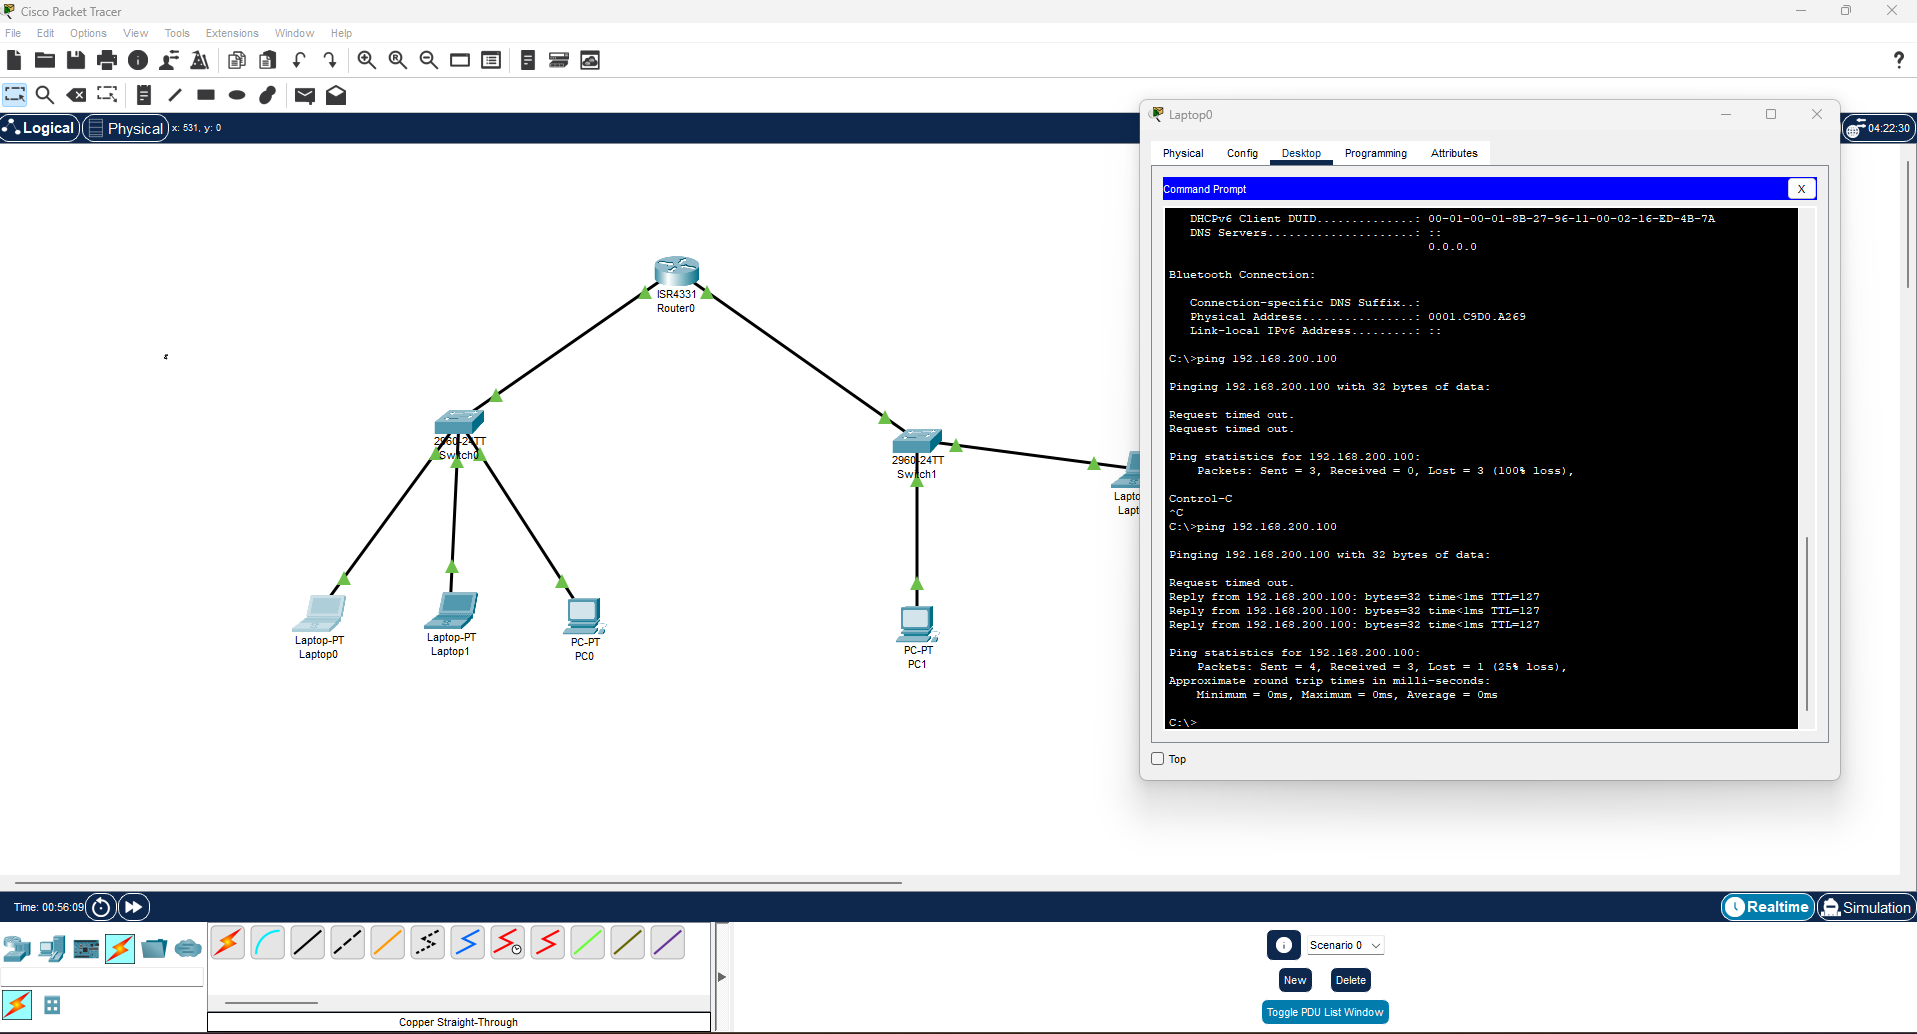 Cisco Packet Tracer
File Edit Options View Tools Extensions Window Help
Logical Physical x: 531, y: 0
04:22:30
ISR4331
Router0
2960-24TT
Switch0
2960-24TT
Switch1
Laptop-PT
Laptop0
Laptop-PT
Laptop1
PC-PT
PC0
PC-PT
PC1
Lapto
Lapt
Laptop0
Physical Config Desktop Programming Attributes
Command Prompt X
DHCPv6 Client DUID..............: 00-01-00-01-8B-27-96-11-00-02-16-ED-4B-7A
DNS Servers.....................: ::
0.0.0.0
Bluetooth Connection:
Connection-specific DNS Suffix..:
Physical Address................: 0001.C9D0.A269
Link-local IPv6 Address.........: ::
C:\>ping 192.168.200.100
Pinging 192.168.200.100 with 32 bytes of data:
Request timed out.
Request timed out.
Ping statistics for 192.168.200.100:
Packets: Sent = 3, Received = 0, Lost = 3 (100% loss),
Control-C
^C
C:\>ping 192.168.200.100
Pinging 192.168.200.100 with 32 bytes of data:
Request timed out.
Reply from 192.168.200.100: bytes=32 time<1ms TTL=127
Reply from 192.168.200.100: bytes=32 time<1ms TTL=127
Reply from 192.168.200.100: bytes=32 time<1ms TTL=127
Ping statistics for 192.168.200.100:
Packets: Sent = 4, Received = 3, Lost = 1 (25% loss),
Approximate round trip times in milli-seconds:
Minimum = 0ms, Maximum = 0ms, Average = 0ms
C:\>
Top
Time: 00:56:09
Realtime Simulation
Scenario 0
New Delete
Toggle PDU List Window
Copper Straight-Through